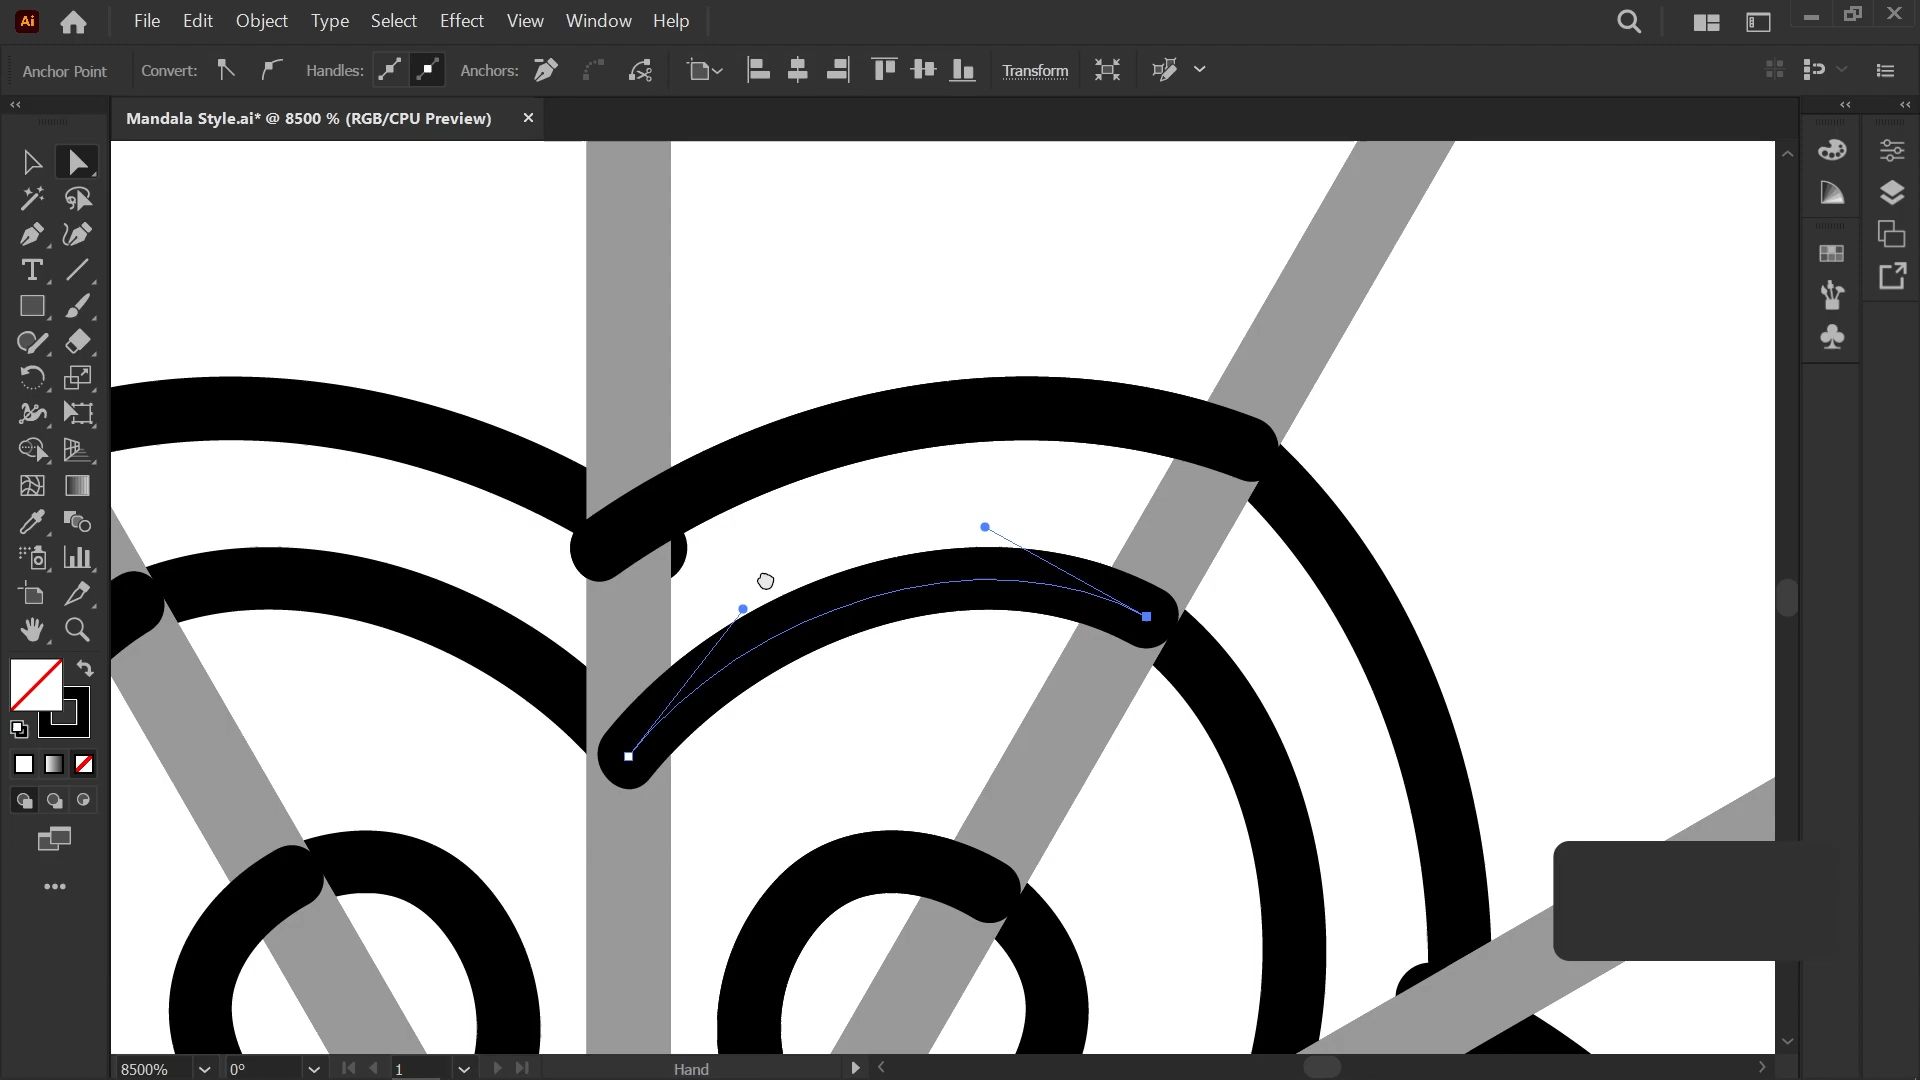 Ai File Edit Object Type Select Effect View Window Help
Anchor Point Convert: Handles: Anchors: Transform
Mandala Style.ai* @ 8500 % (RGB/CPU Preview)
T
8500% 0° 1 Hand